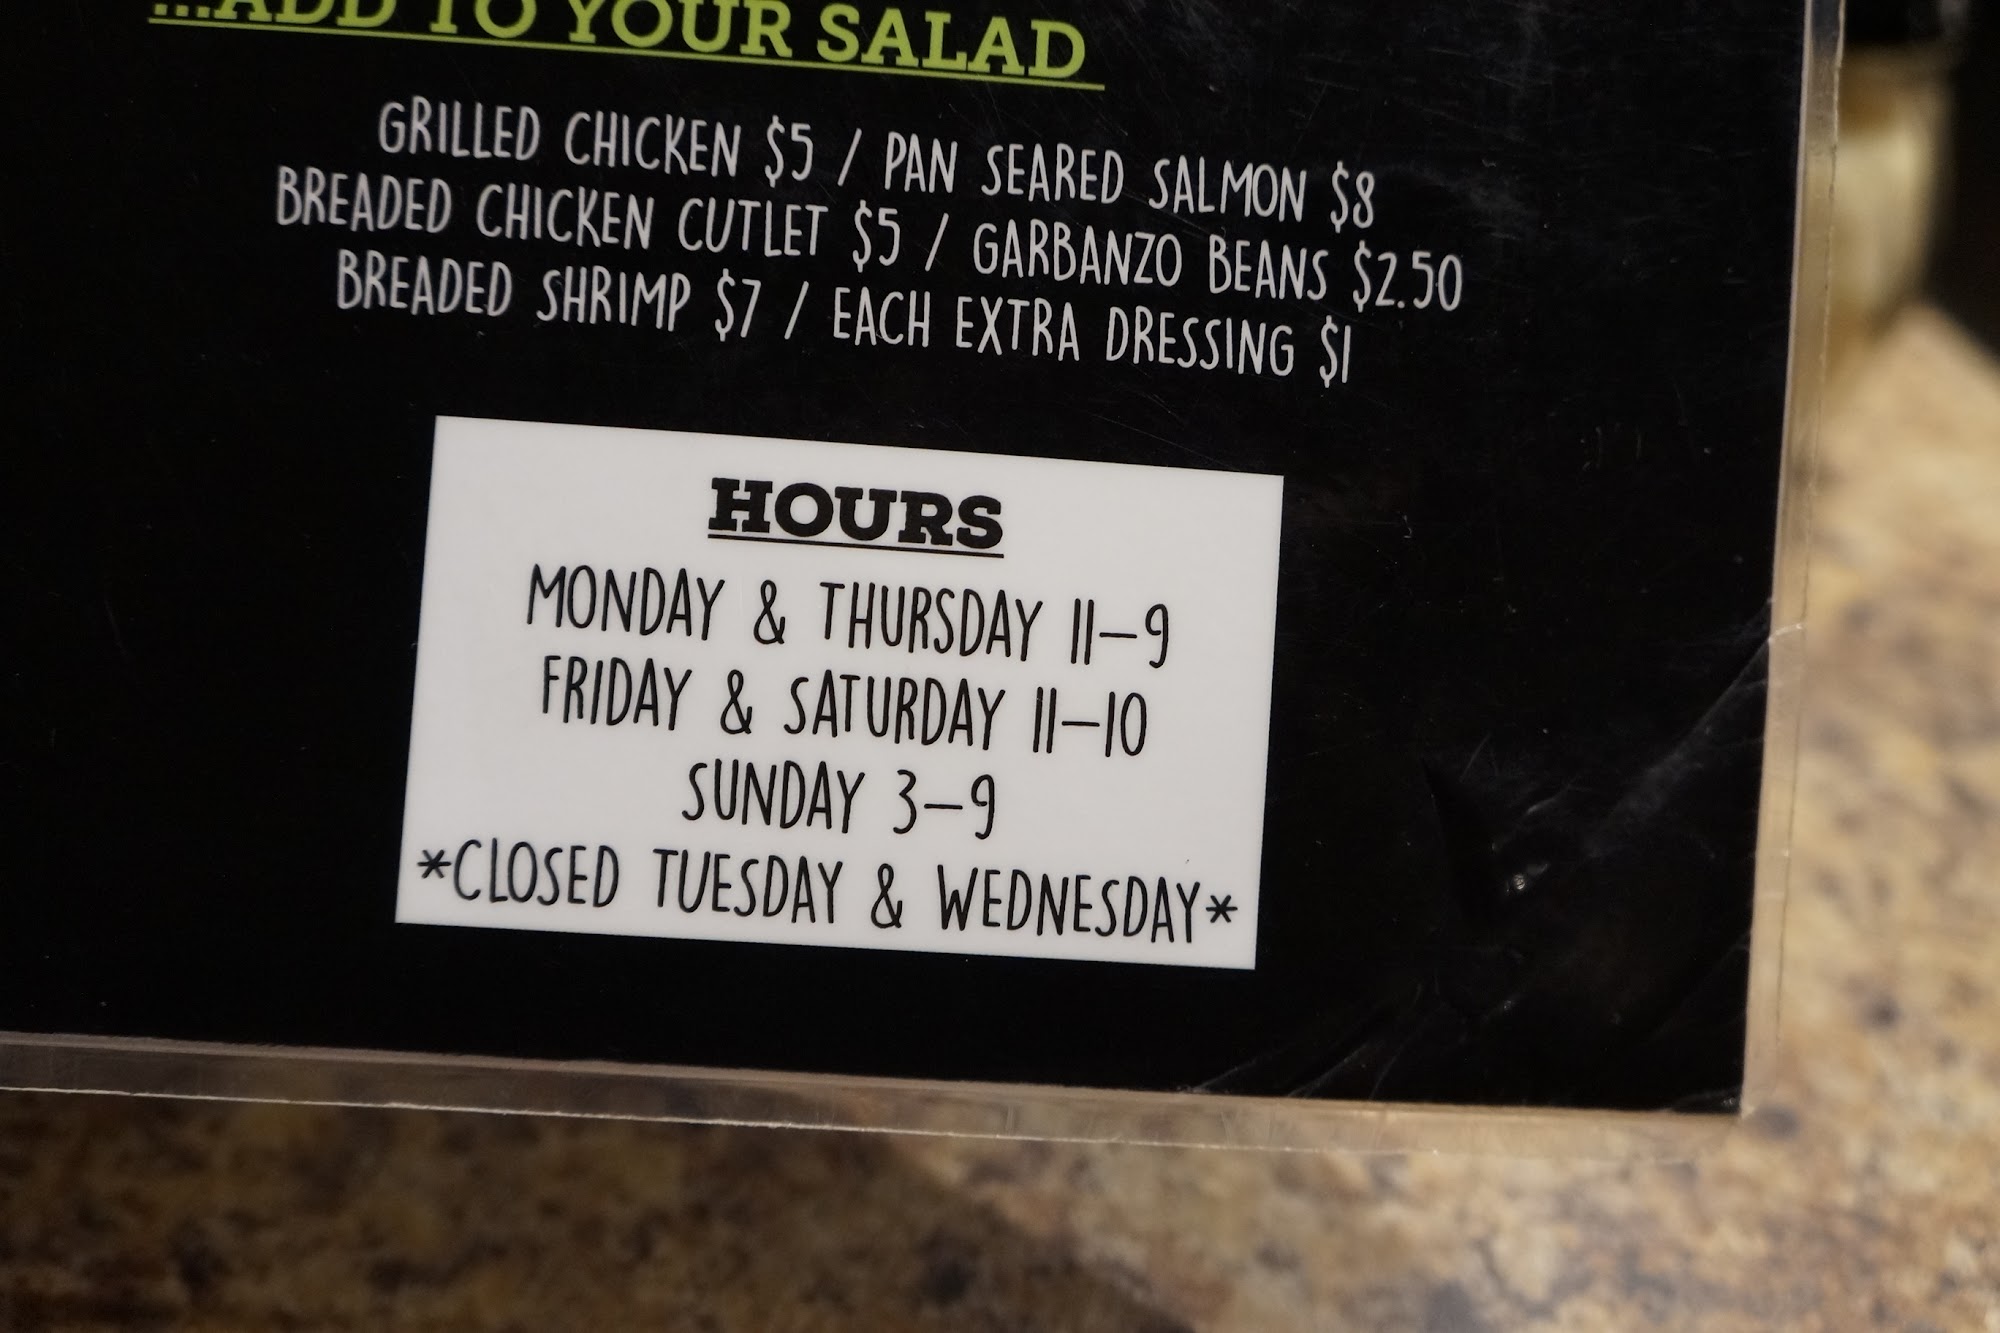 ...ADD TO YOUR SALAD
GRILLED CHICKEN $5 / PAN SEARED SALMON $8
BREADED CHICKEN CUTLET $5 / GARBANZO BEANS $2.50
BREADED SHRIMP $7 / EACH EXTRA DRESSING $1
HOURS
MONDAY & THURSDAY 11-9
FRIDAY & SATURDAY 11-10
SUNDAY 3-9
*CLOSED TUESDAY & WEDNESDAY*